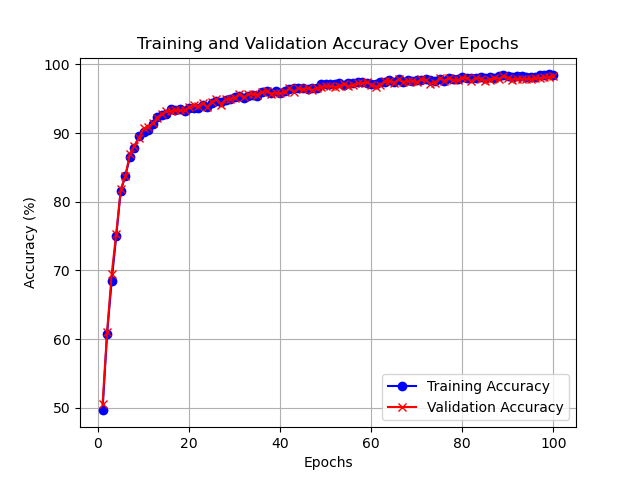 Training and Validation Accuracy Over Epochs
100
90
80
70
60
50
Accuracy (%)
0 20 40 60 80 100
Epochs
Training Accuracy
Validation Accuracy